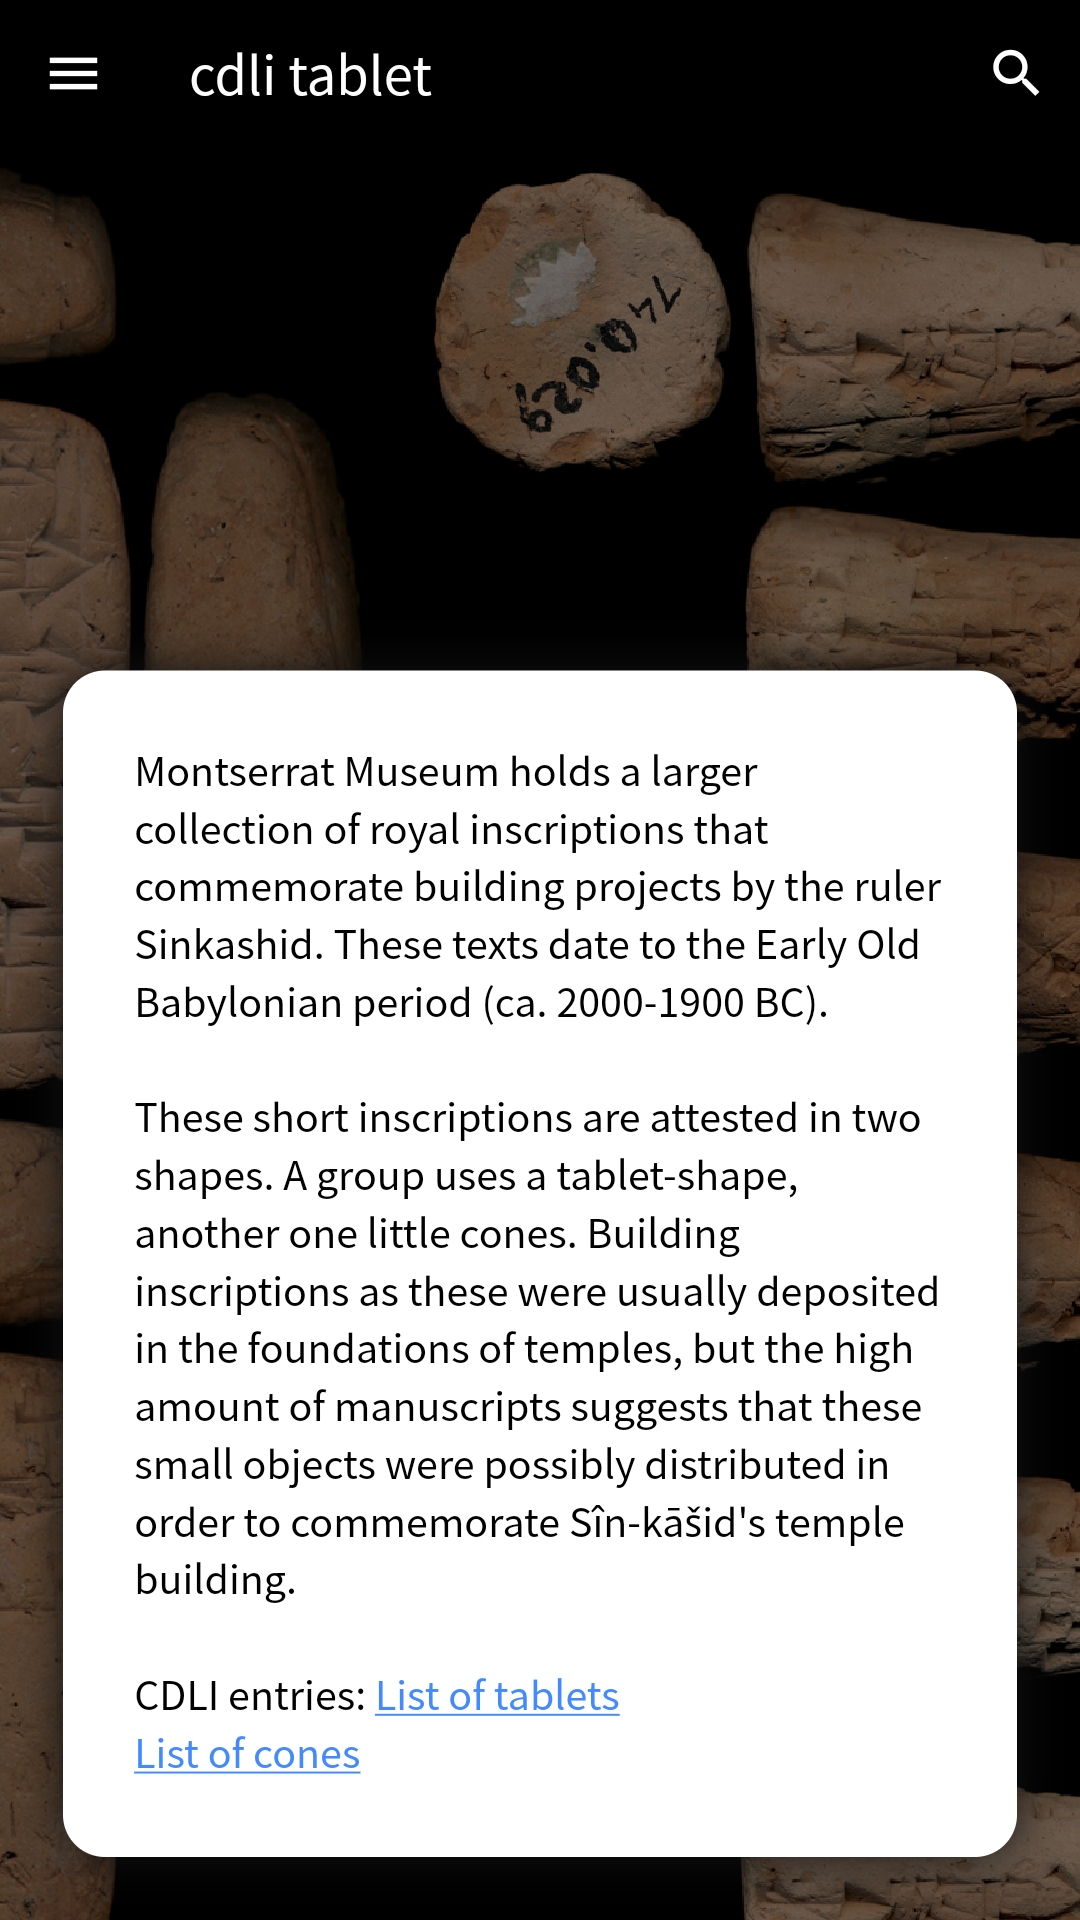 cdli tablet
740.029
Montserrat Museum holds a larger
collection of royal inscriptions that
commemorate building projects by the ruler
Sinkashid. These texts date to the Early Old
Babylonian period (ca. 2000-1900 BC).
These short inscriptions are attested in two
shapes. A group uses a tablet-shape,
another one little cones. Building
inscriptions as these were usually deposited
in the foundations of temples, but the high
amount of manuscripts suggests that these
small objects were possibly distributed in
order to commemorate Sîn-kāšid's temple
building.
CDLI entries: List of tablets
List of cones